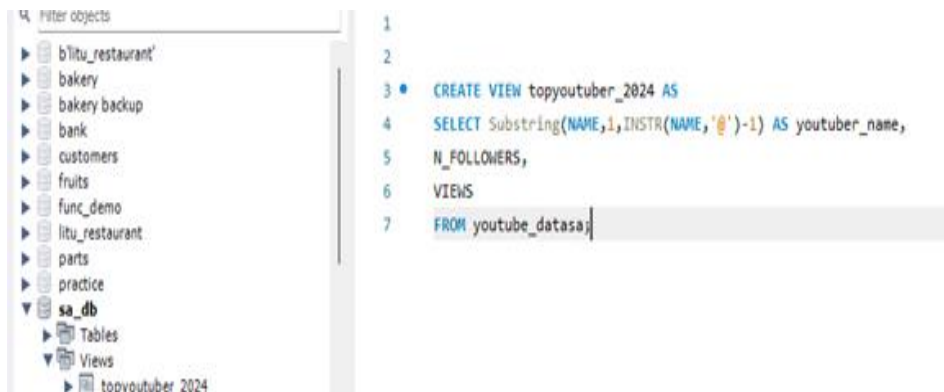 Filter objects
b'litu_restaurant'
bakery
bakery backup
bank
customers
fruits
func_demo
litu_restaurant
parts
practice
sa_db
Tables
Views
topyoutuber_2024
1
2
3 CREATE VIEW topyoutuber_2024 AS
4 SELECT Substring(NAME,1,INSTR(NAME,'@')-1) AS youtuber_name,
5 N_FOLLOWERS,
6 VIEWS
7 FROM youtube_datasa;